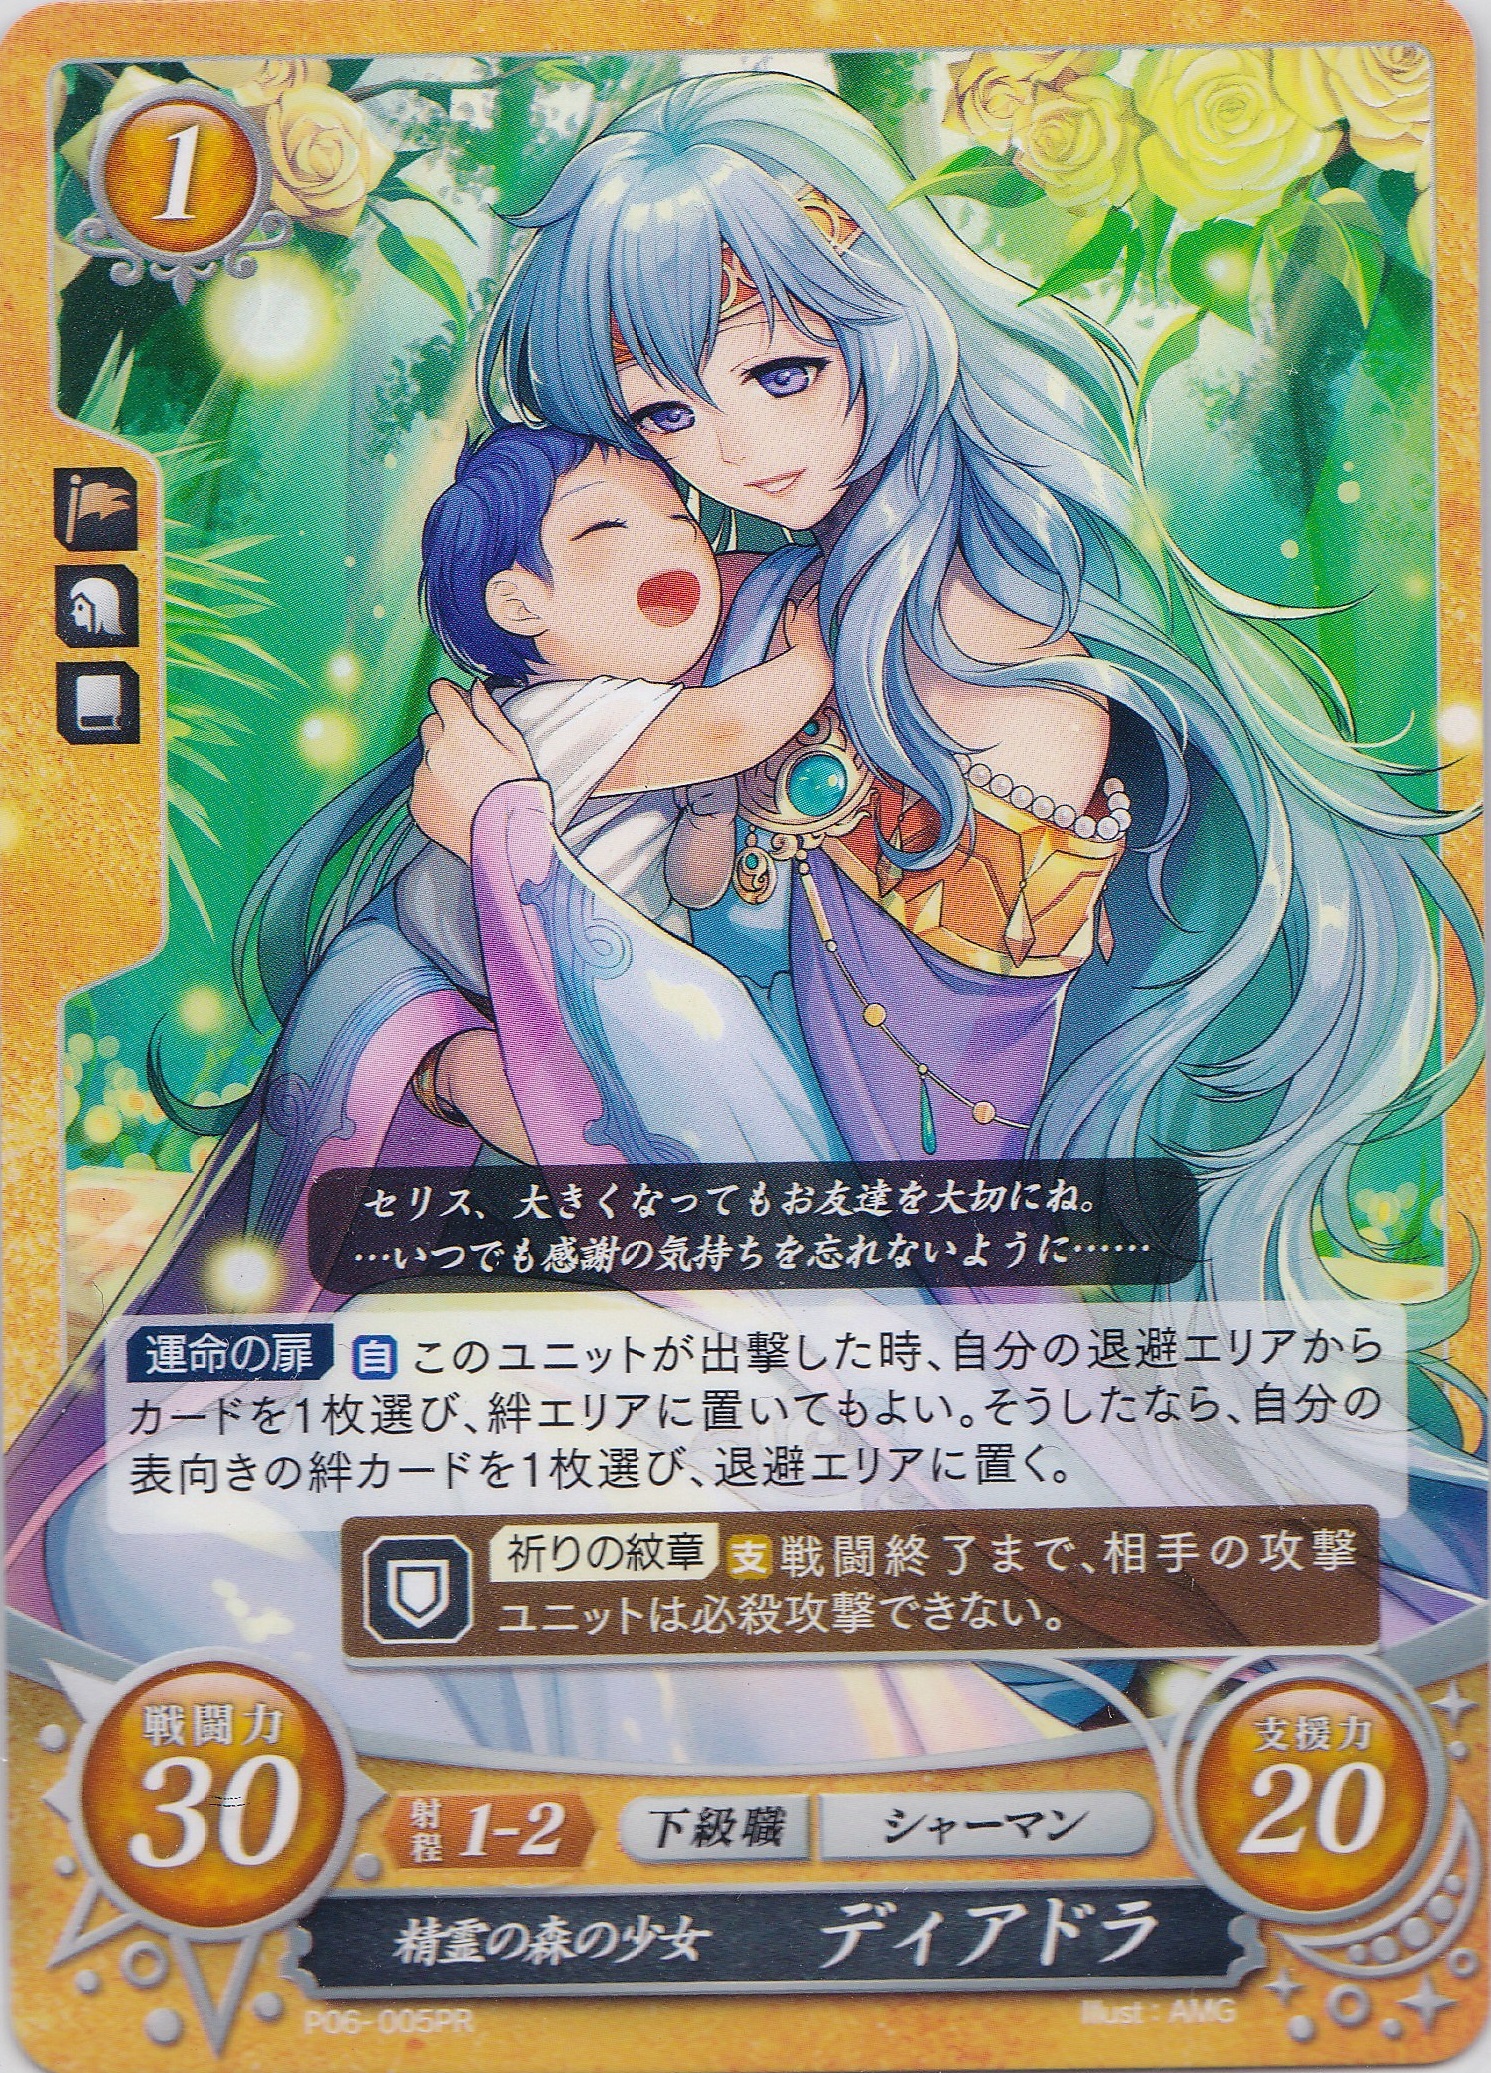 1
セリス、大きくなってもお友達を大切にね。
…いつでも感謝の気持ちを忘れないように……
運命の扉 自 このユニットが出撃した時、自分の退避エリアから
カードを1枚選び、絆エリアに置いてもよい。そうしたなら、自分の
表向きの絆カードを1枚選び、退避エリアに置く。
祈りの紋章 支 戦闘終了まで、相手の攻撃
ユニットは必殺攻撃できない。
戦闘力
30
射程 1-2
下級職
シャーマン
支援力
20
精霊の森の少女 ディアドラ
P06-005PR
Illust : AMG